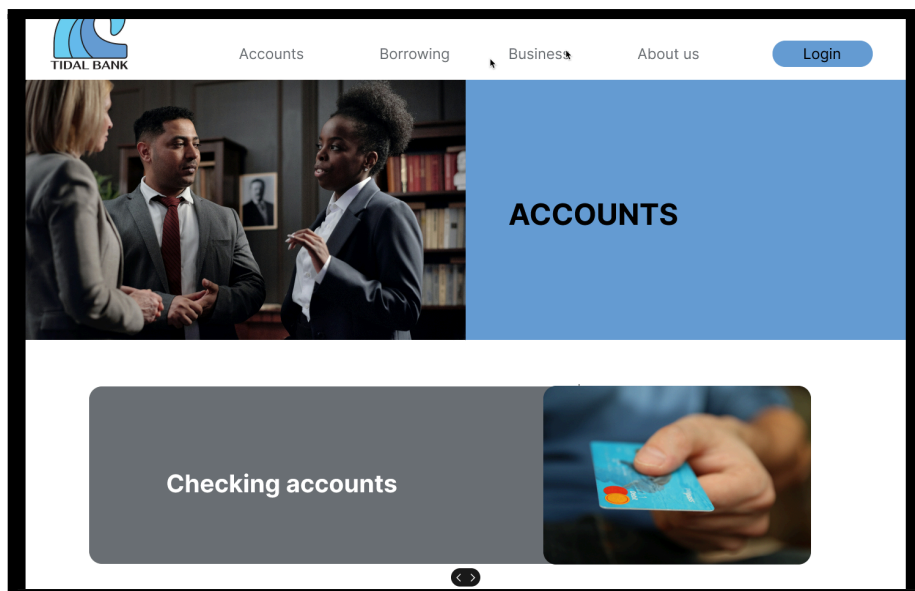 TIDAL BANK
Accounts
Borrowing
Business
About us
Login
ACCOUNTS
Checking accounts